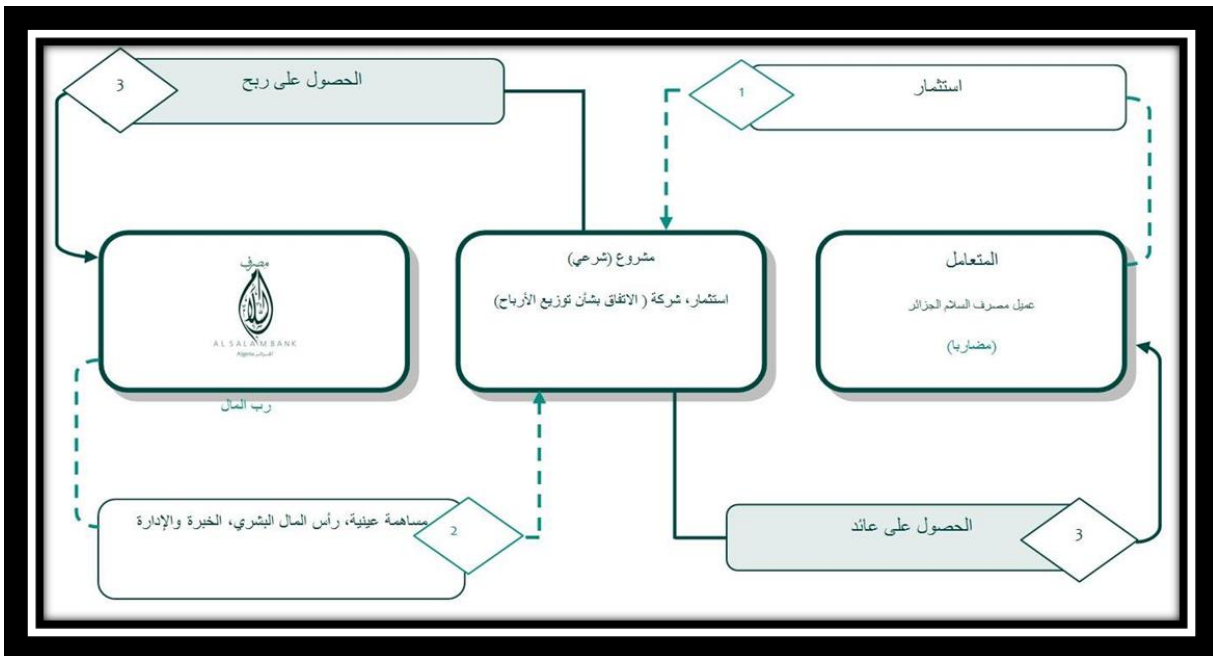 استثمار
1
الحصول على ربح
3
المتعامل
عميل مصرف السلام الجزائر
(مضاربا)
مشروع (شرعي)
استثمار، شركة ( الاتفاق بشأن توزيع الأرباح)
مصرف
السلام
AL SALAM BANK
Algeria الجزائر
رب المال
الحصول على عائد
3
مساهمة عينية، رأس المال البشري، الخبرة والإدارة
2